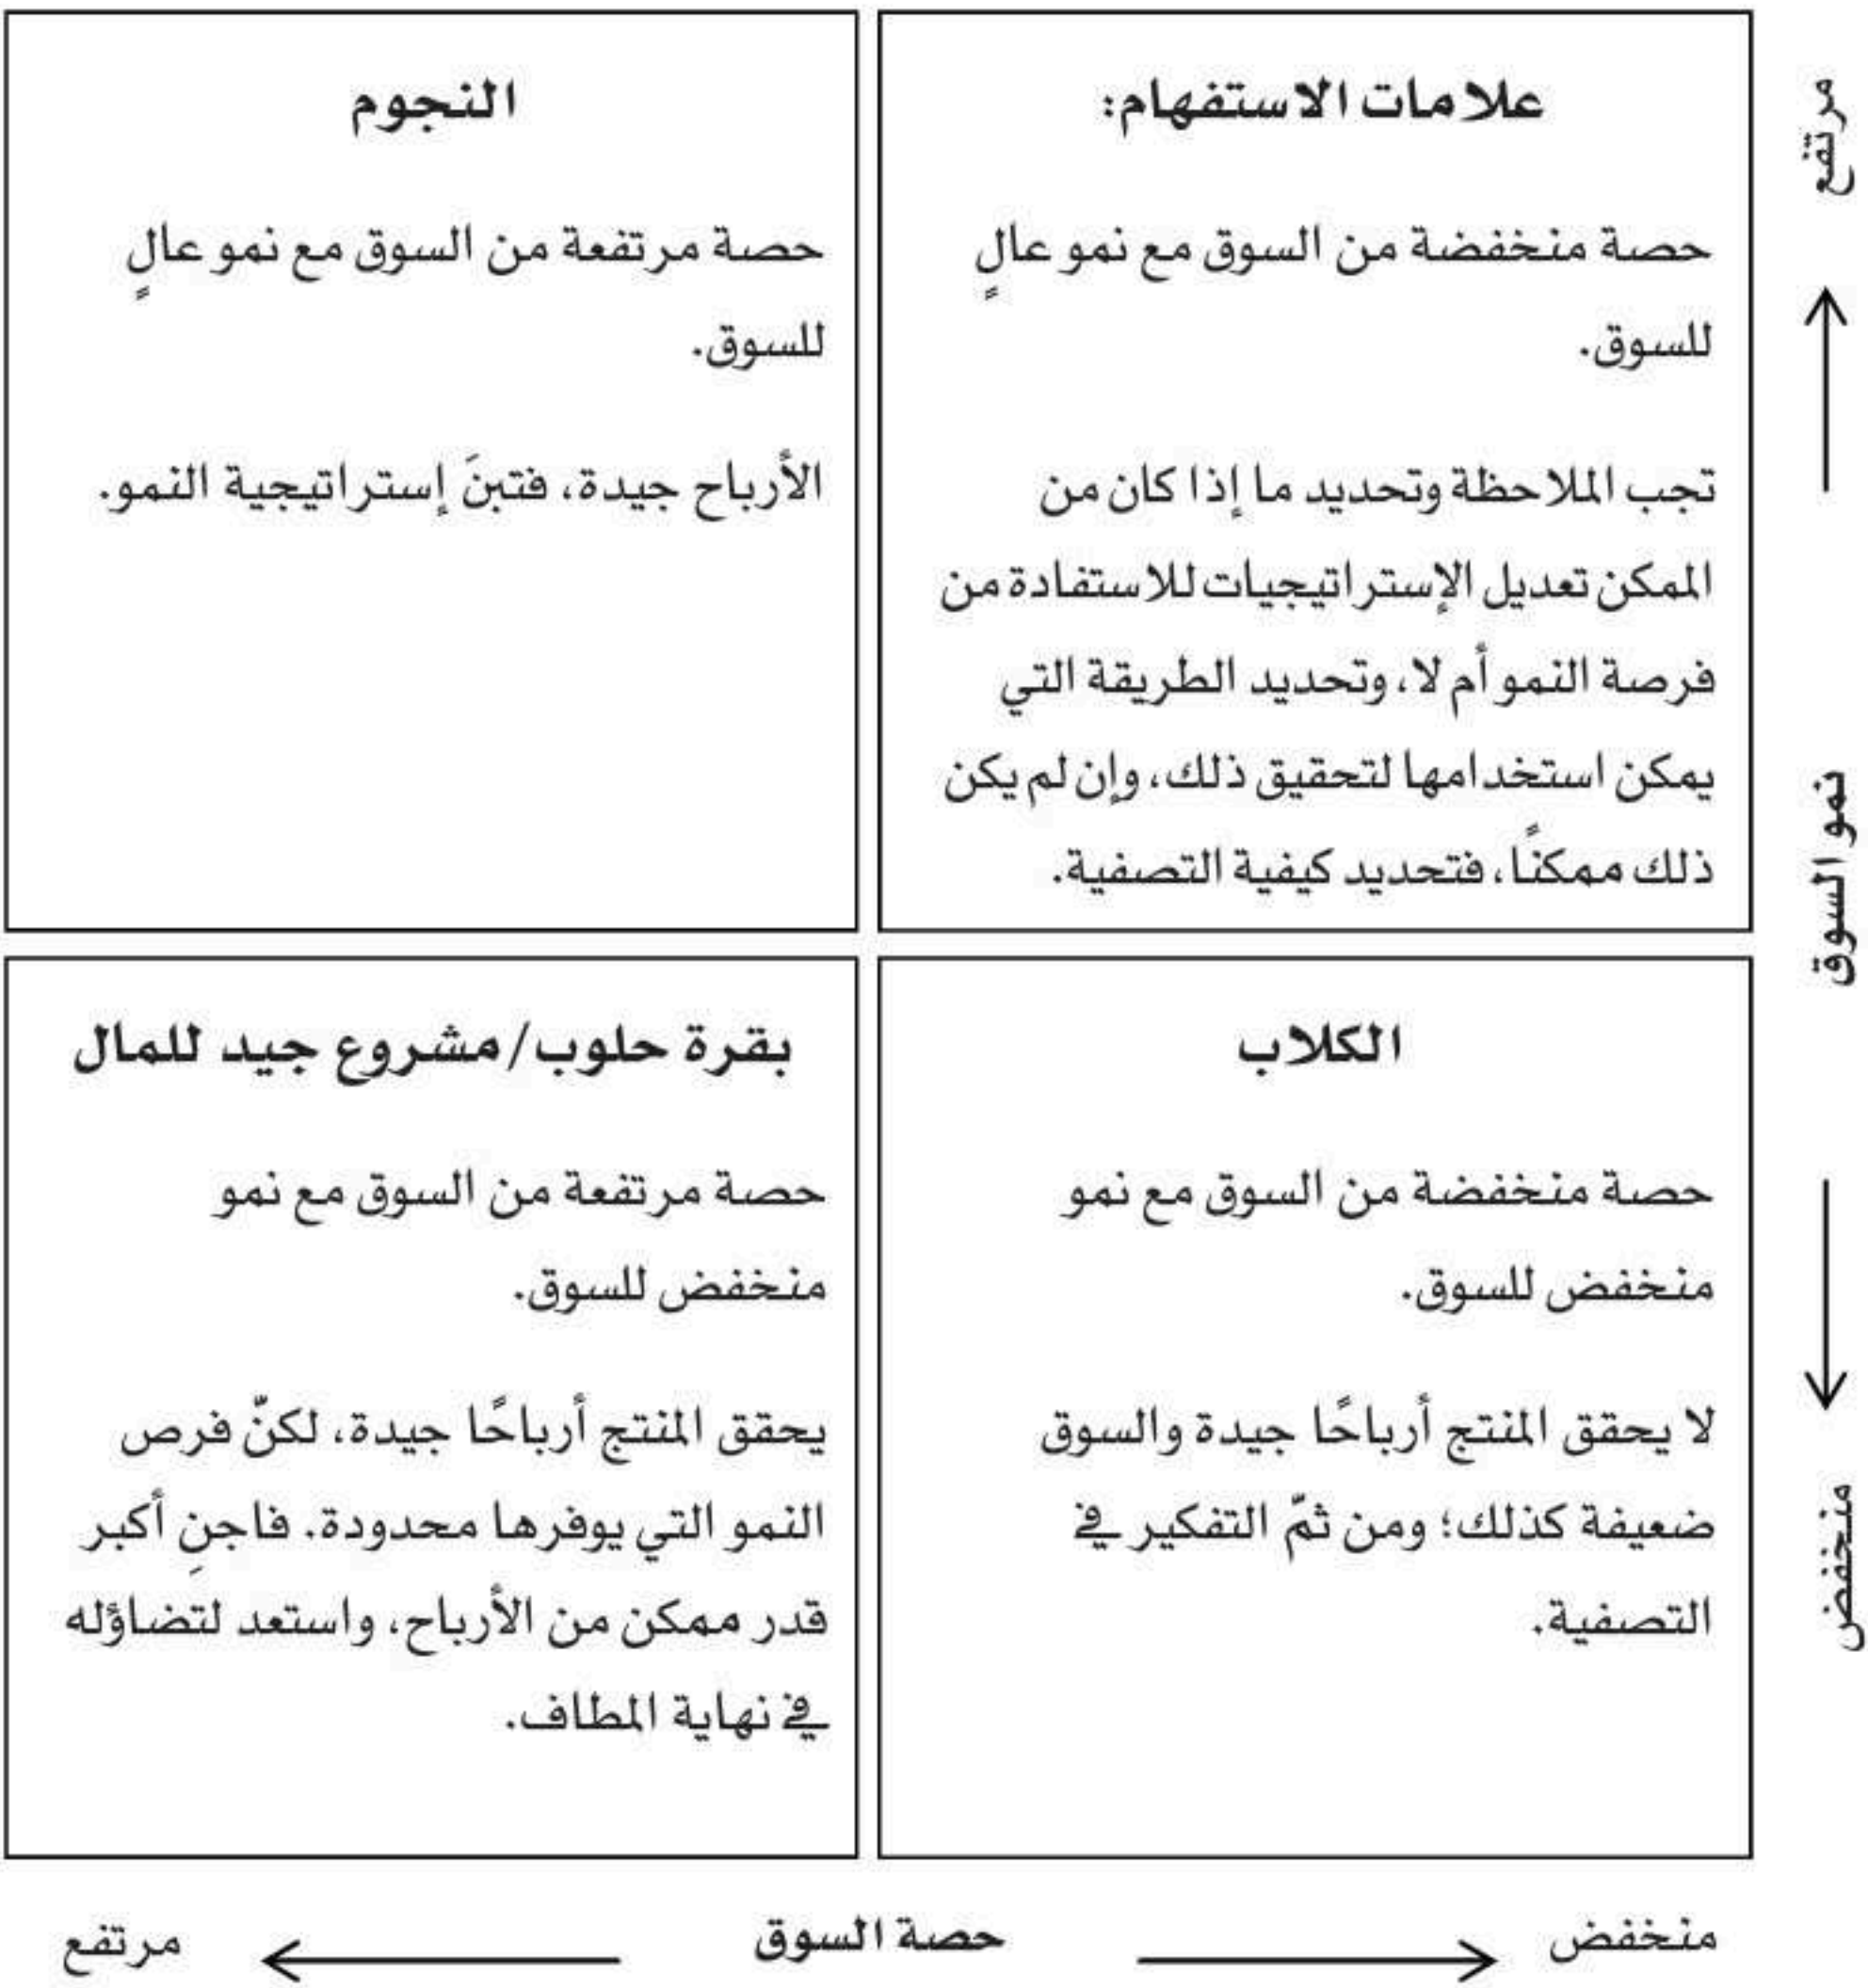 علامات الاستفهام:
حصة منخفضة من السوق مع نمو عالٍ
للسوق.
تجب الملاحظة وتحديد ما إذا كان من
الممكن تعديل الإستراتيجيات للاستفادة من
فرصة النمو أم لا، وتحديد الطريقة التي
يمكن استخدامها لتحقيق ذلك، وإن لم يكن
ذلك ممكنًا، فتحديد كيفية التصفية.
النجوم
حصة مرتفعة من السوق مع نمو عالٍ
للسوق.
الأرباح جيدة، فتبنَ إستراتيجية النمو.
الكلاب
حصة منخفضة من السوق مع نمو
منخفض للسوق.
لا يحقق المنتج أرباحًا جيدة والسوق
ضعيفة كذلك؛ ومن ثمّ التفكير في
التصفية.
بقرة حلوب/مشروع جيد للمال
حصة مرتفعة من السوق مع نمو
منخفض للسوق.
يحقق المنتج أرباحًا جيدة، لكنّ فرص
النمو التي يوفرها محدودة. فاجنِ أكبر
قدر ممكن من الأرباح، واستعد لتضاؤله
في نهاية المطاف.
مرتفع
نمو السوق
منخفض
منخفض
حصة السوق
مرتفع